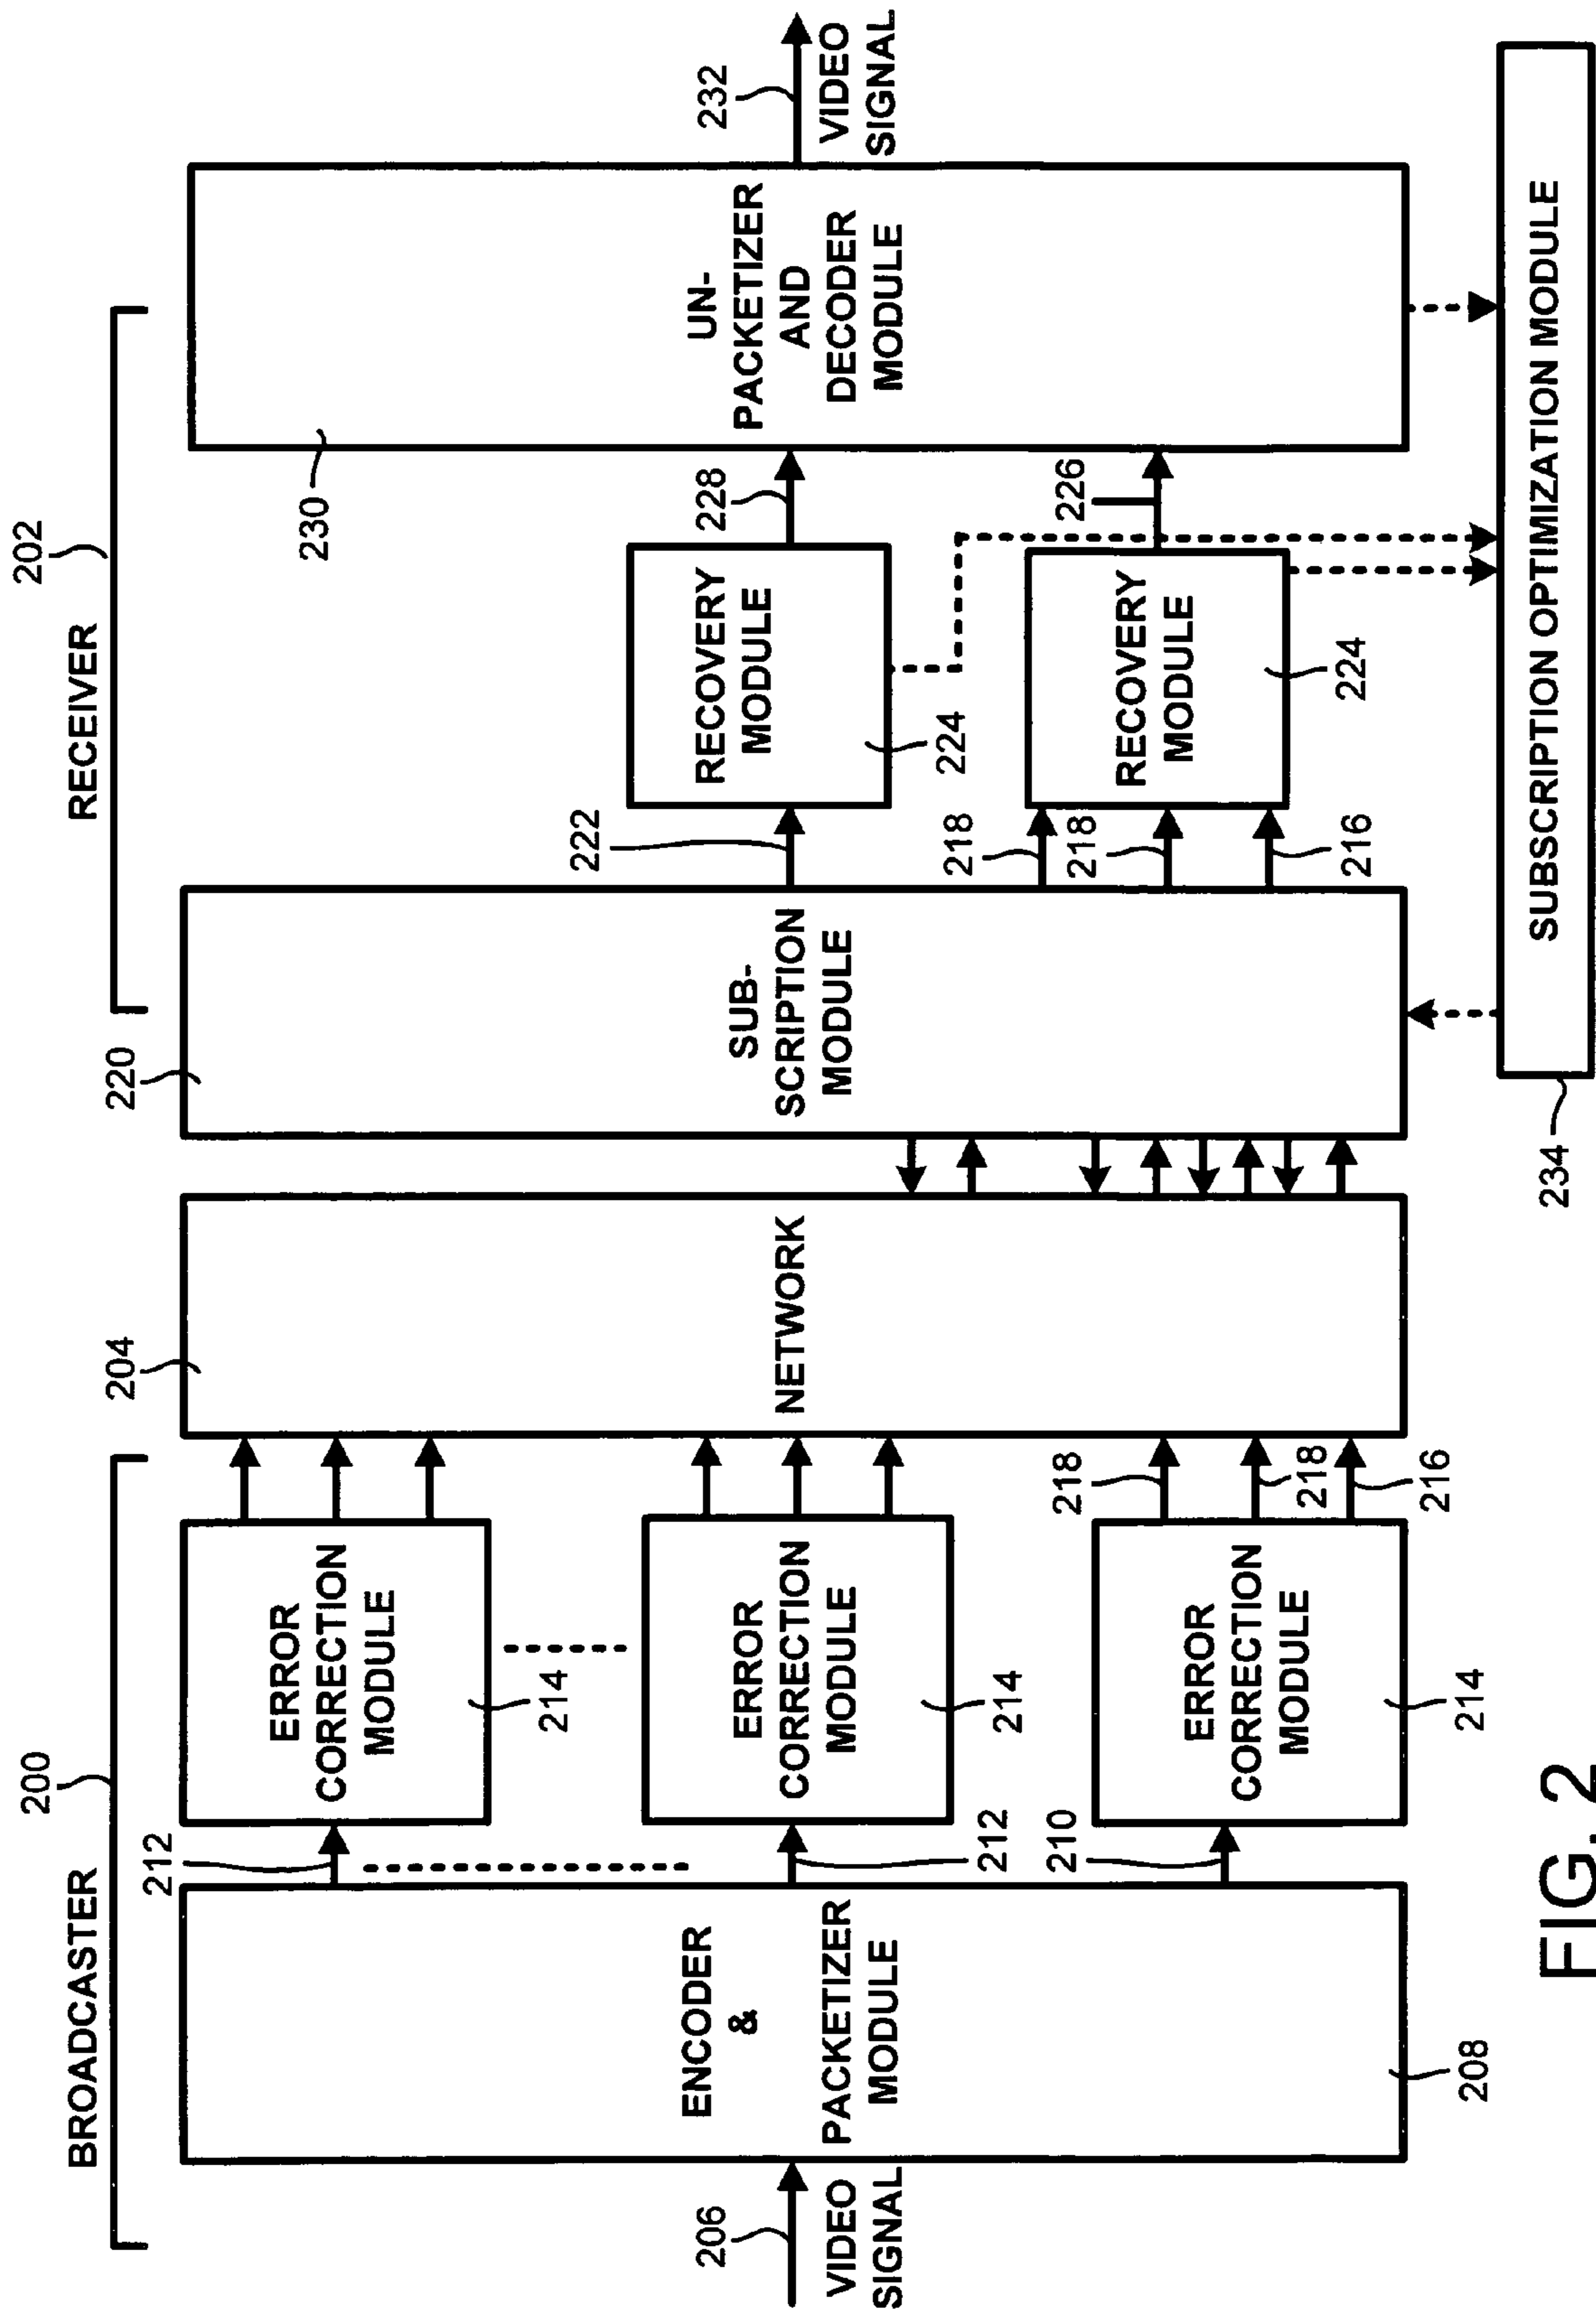 200
BROADCASTER
202
RECEIVER
206
VIDEO
SIGNAL
ENCODER
&
PACKETIZER
MODULE
208
212
212
210
ERROR
CORRECTION
MODULE
214
ERROR
CORRECTION
MODULE
214
ERROR
CORRECTION
MODULE
214
218
218
216
204
NETWORK
220
SUB-
SCRIPTION
MODULE
222
218
218
216
RECOVERY
MODULE
224
RECOVERY
MODULE
224
228
226
230
UN-
PACKETIZER
AND
DECODER
MODULE
232
VIDEO
SIGNAL
234
SUBSCRIPTION OPTIMIZATION MODULE
FIG. 2